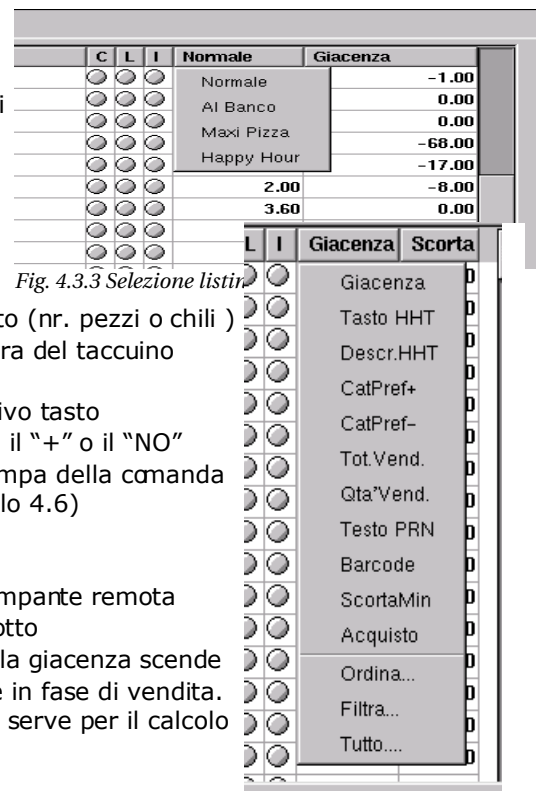 C L I Normale Giacenza
Normale
Al Banco
Maxi Pizza
Happy Hour
-1.00
0.00
0.00
-68.00
-17.00
2.00 -8.00
3.60 0.00
i
Fig. 4.3.3 Selezione
to (nr. pezzi o chili )
ra del taccuino
ivo tasto
il “+” o il “NO”
mpa della comanda
lo 4.6)
mpante remota
otto
la giacenza scende
e in fase di vendita.
serve per il calcolo
L I Giacenza Scorta
Giacenza
Tasto HHT
Descr.HHT
CatPref+
CatPref-
Tot.Vend.
Qta'Vend.
Testo PRN
Barcode
ScortaMin
Acquisto
Ordina...
Filtra...
Tutto....